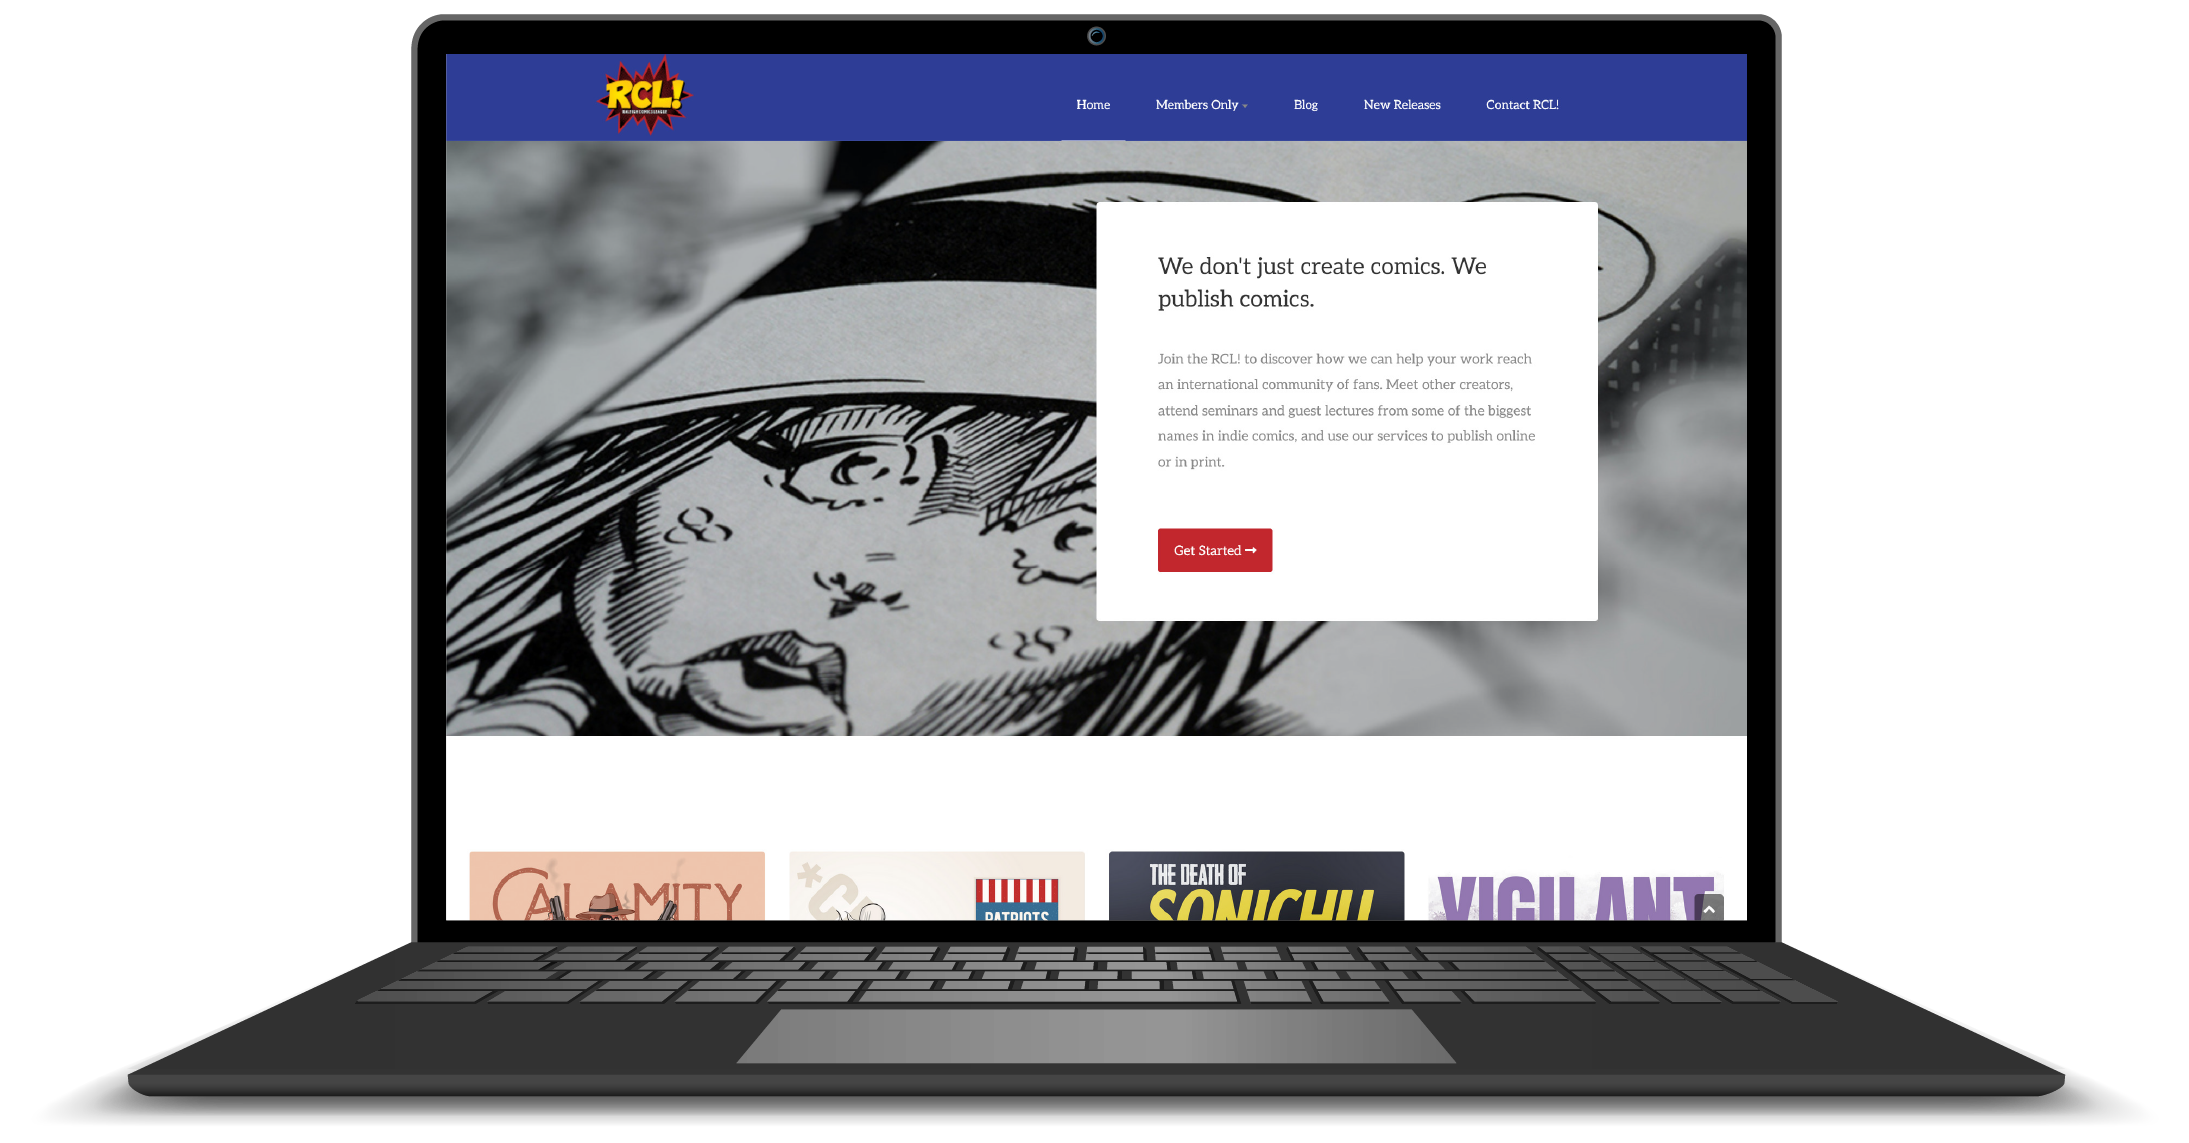 RCL!
Home
Members Only
Blog
New Releases
Contact RCL!
We don't just create comics. We
publish comics.
Join the RCL! to discover how we can help your work reach
an international community of fans. Meet other creators,
attend seminars and guest lectures from some of the biggest
names in indie comics, and use our services to publish online
or in print.
Get Started
CALAMITY
PATRIOTS
THE DEATH OF
SONICHU
VIGILANT